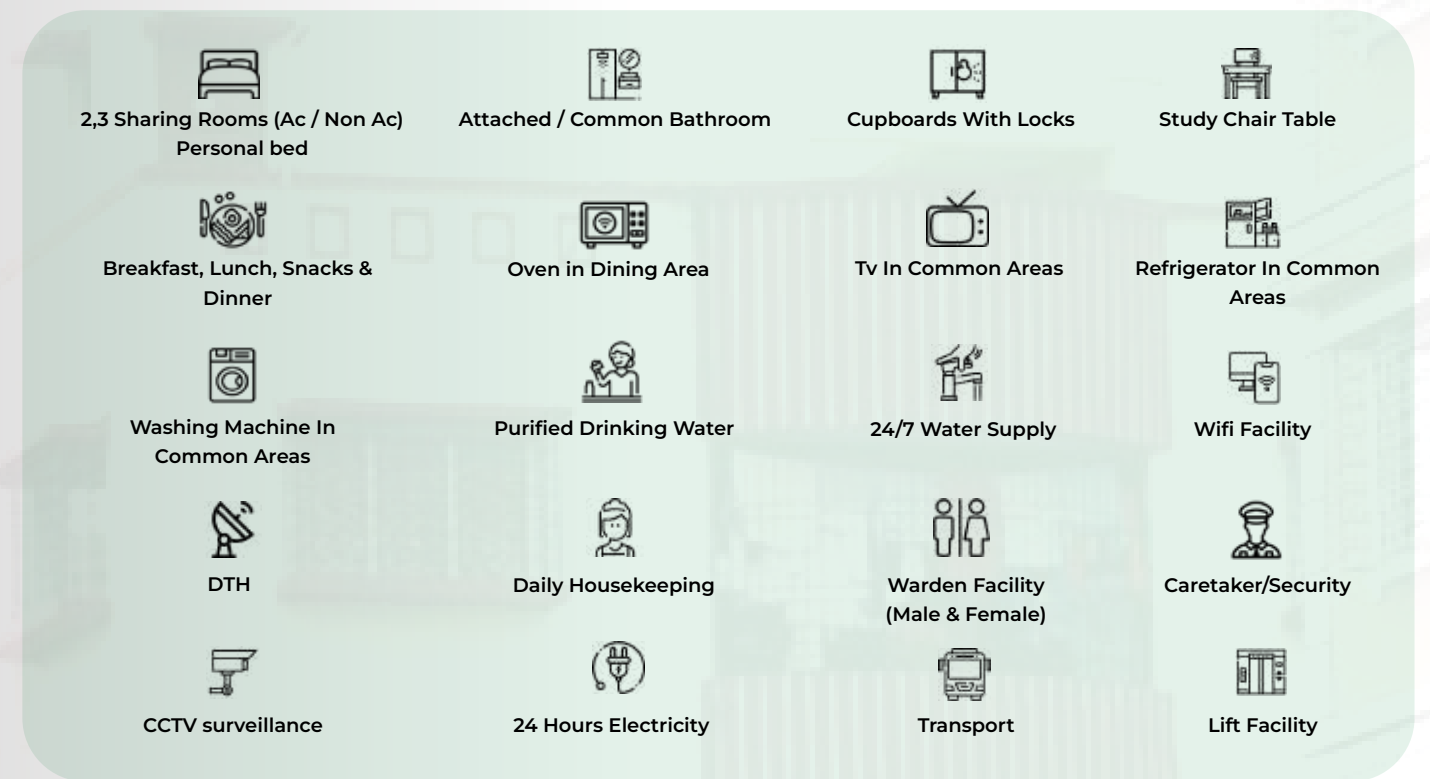 2,3 Sharing Rooms (Ac / Non Ac)
Personal bed
Attached / Common Bathroom
Cupboards With Locks
Study Chair Table
Breakfast, Lunch, Snacks &
Dinner
Oven in Dining Area
Tv In Common Areas
Refrigerator In Common
Areas
Washing Machine In
Common Areas
Purified Drinking Water
24/7 Water Supply
Wifi Facility
DTH
Daily Housekeeping
Warden Facility
(Male & Female)
Caretaker/Security
CCTV surveillance
24 Hours Electricity
Transport
Lift Facility